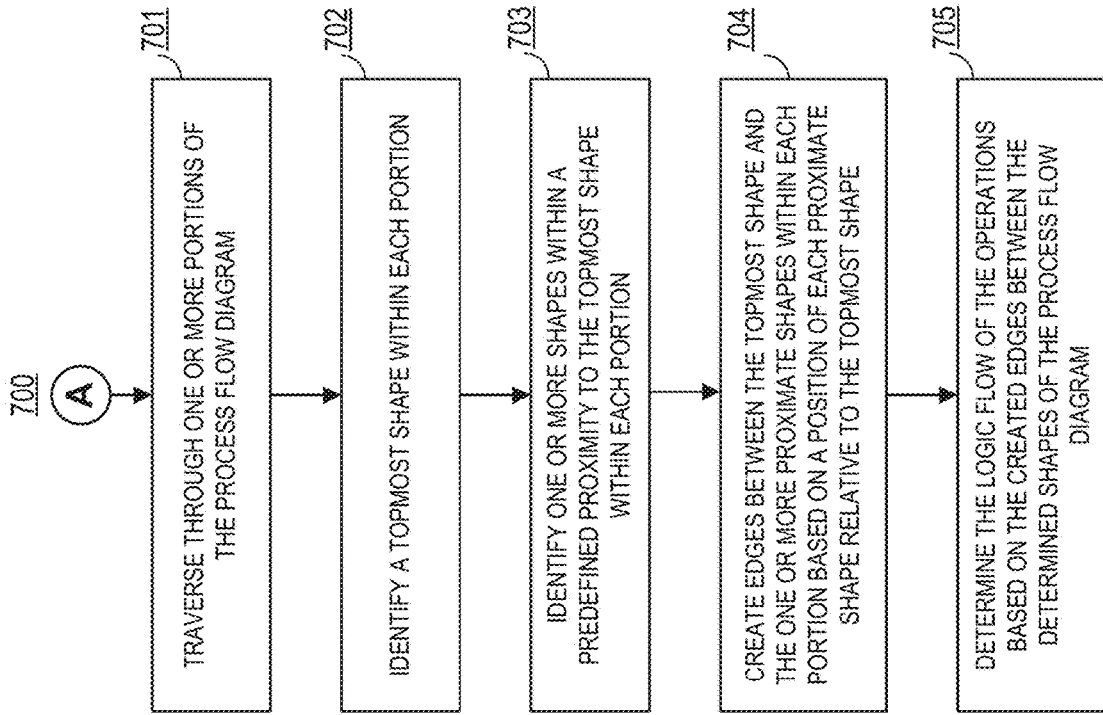 700
A
701
TRAVERSE THROUGH ONE OR MORE PORTIONS OF
THE PROCESS FLOW DIAGRAM
702
IDENTIFY A TOPMOST SHAPE WITHIN EACH PORTION
703
IDENTIFY ONE OR MORE SHAPES WITHIN A
PREDEFINED PROXIMITY TO THE TOPMOST SHAPE
WITHIN EACH PORTION
704
CREATE EDGES BETWEEN THE TOPMOST SHAPE AND
THE ONE OR MORE PROXIMATE SHAPES WITHIN EACH
PORTION BASED ON A POSITION OF EACH PROXIMATE
SHAPE RELATIVE TO THE TOPMOST SHAPE
705
DETERMINE THE LOGIC FLOW OF THE OPERATIONS
BASED ON THE CREATED EDGES BETWEEN THE
DETERMINED SHAPES OF THE PROCESS FLOW
DIAGRAM